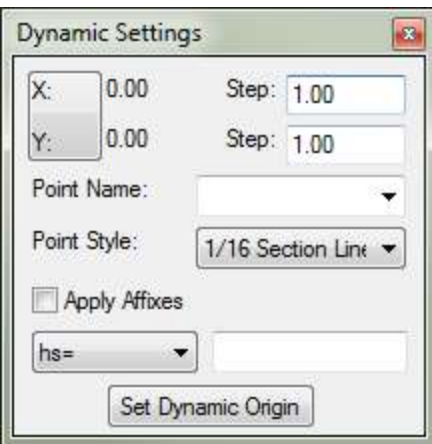 Dynamic Settings
X: 0.00 Step: 1.00
Y: 0.00 Step: 1.00
Point Name:
Point Style: 1/16 Section Line
Apply Affixes
hs=
Set Dynamic Origin